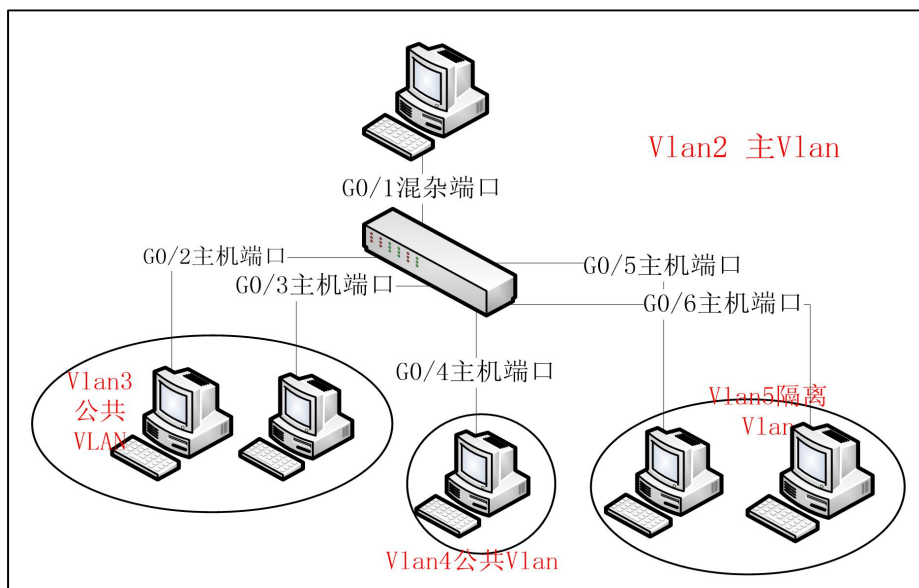 Vlan2 主Vlan
G0/1混杂端口
G0/2主机端口
G0/3主机端口
G0/5主机端口
G0/6主机端口
G0/4主机端口
Vlan3
公共
VLAN
Vlan5隔离
Vlan
Vlan4公共Vlan